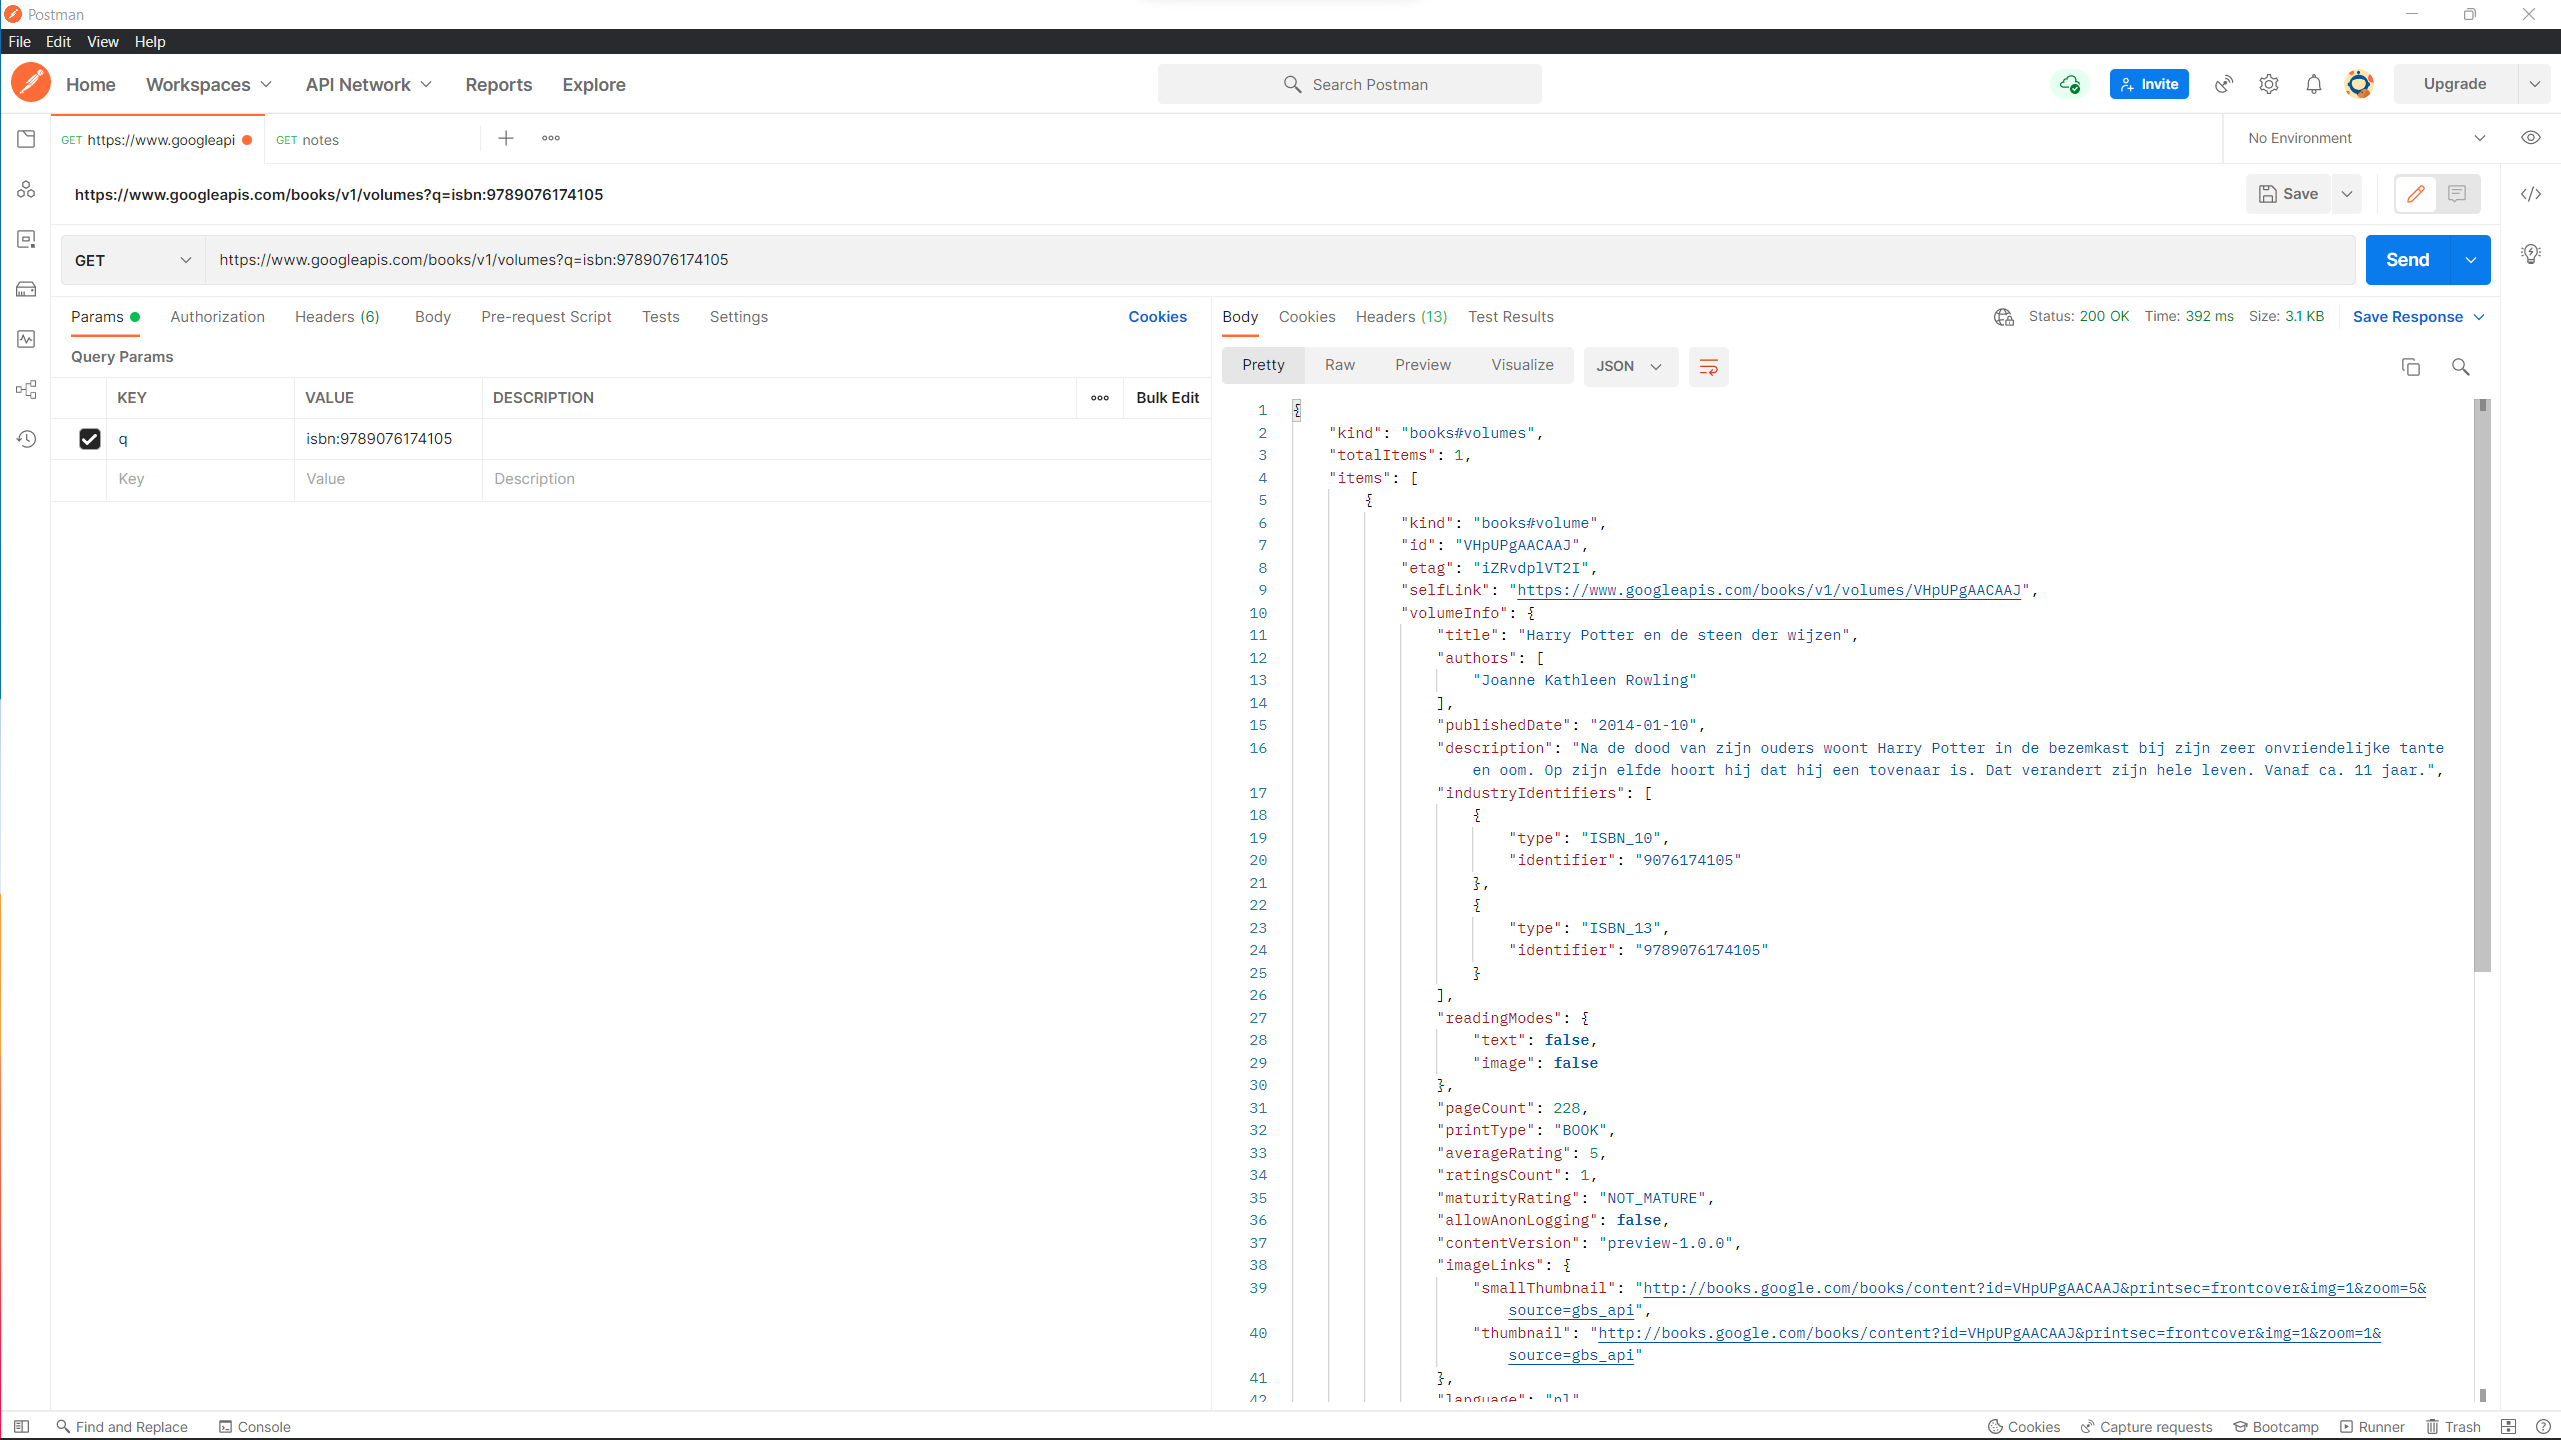 Postman
File Edit View Help
Home Workspaces API Network Reports Explore Search Postman Invite Upgrade
GET https://www.googleapi GET notes No Environment
https://www.googleapis.com/books/v1/volumes?q=isbn:9789076174105 Save
GET https://www.googleapis.com/books/v1/volumes?q=isbn:9789076174105 Send
Params Authorization Headers (6) Body Pre-request Script Tests Settings Cookies
Query Params
KEY VALUE DESCRIPTION Bulk Edit
q isbn:9789076174105
Key Value Description
Body Cookies Headers (13) Test Results Status: 200 OK Time: 392 ms Size: 3.1 KB Save Response
Pretty Raw Preview Visualize JSON
1 {
2 "kind": "books#volumes",
3 "totalItems": 1,
4 "items": [
5 {
6 "kind": "books#volume",
7 "id": "VHpUPgAACAAJ",
8 "etag": "iZRvdplVT2I",
9 "selfLink": "https://www.googleapis.com/books/v1/volumes/VHpUPgAACAAJ",
10 "volumeInfo": {
11 "title": "Harry Potter en de steen der wijzen",
12 "authors": [
13 "Joanne Kathleen Rowling"
14 ],
15 "publishedDate": "2014-01-10",
16 "description": "Na de dood van zijn ouders woont Harry Potter in de bezemkast bij zijn zeer onvriendelijke tante
en oom. Op zijn elfde hoort hij dat hij een tovenaar is. Dat verandert zijn hele leven. Vanaf ca. 11 jaar.",
17 "industryIdentifiers": [
18 {
19 "type": "ISBN_10",
20 "identifier": "9076174105"
21 },
22 {
23 "type": "ISBN_13",
24 "identifier": "9789076174105"
25 }
26 ],
27 "readingModes": {
28 "text": false,
29 "image": false
30 },
31 "pageCount": 228,
32 "printType": "BOOK",
33 "averageRating": 5,
34 "ratingsCount": 1,
35 "maturityRating": "NOT_MATURE",
36 "allowAnonLogging": false,
37 "contentVersion": "preview-1.0.0",
38 "imageLinks": {
39 "smallThumbnail": "http://books.google.com/books/content?id=VHpUPgAACAAJ&printsec=frontcover&img=1&zoom=5&
source=gbs_api",
40 "thumbnail": "http://books.google.com/books/content?id=VHpUPgAACAAJ&printsec=frontcover&img=1&zoom=1&
source=gbs_api"
41 },
42 "language": "nl"
Find and Replace Console Cookies Capture requests Bootcamp Runner Trash